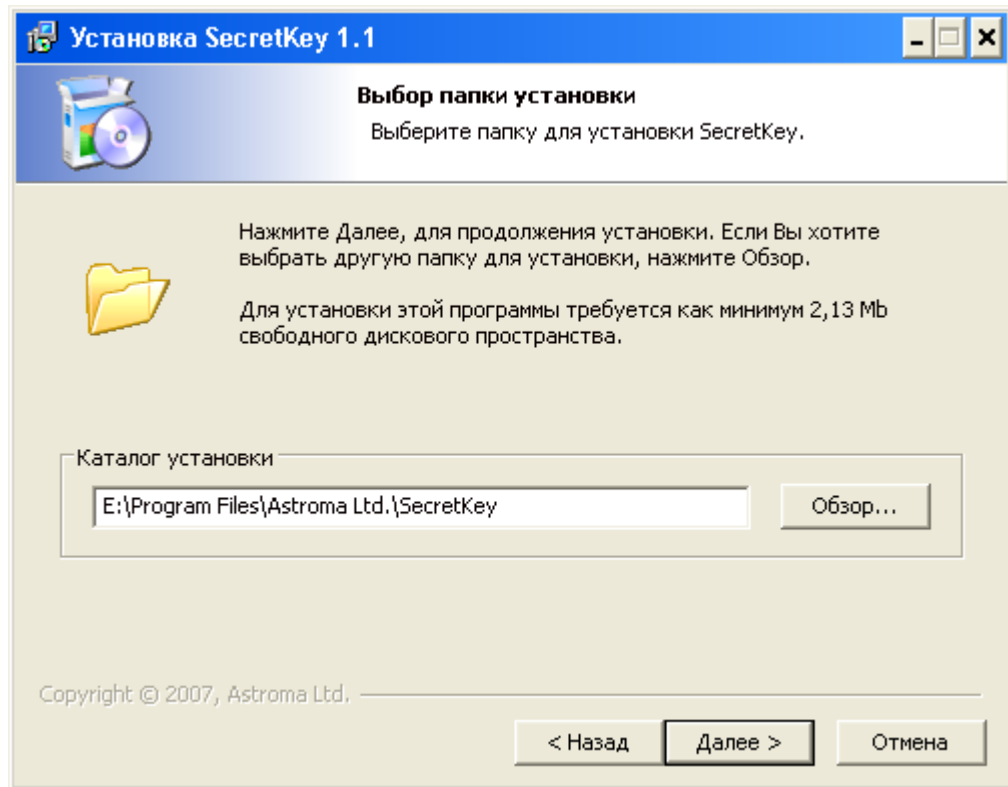 Установка SecretKey 1.1
Выбор папки установки
Выберите папку для установки SecretKey.
Нажмите Далее, для продолжения установки. Если Вы хотите
выбрать другую папку для установки, нажмите Обзор.
Для установки этой программы требуется как минимум 2,13 Mb
свободного дискового пространства.
Каталог установки
E:\Program Files\Astroma Ltd.\SecretKey
Обзор...
Copyright © 2007, Astroma Ltd.
< Назад
Далее >
Отмена